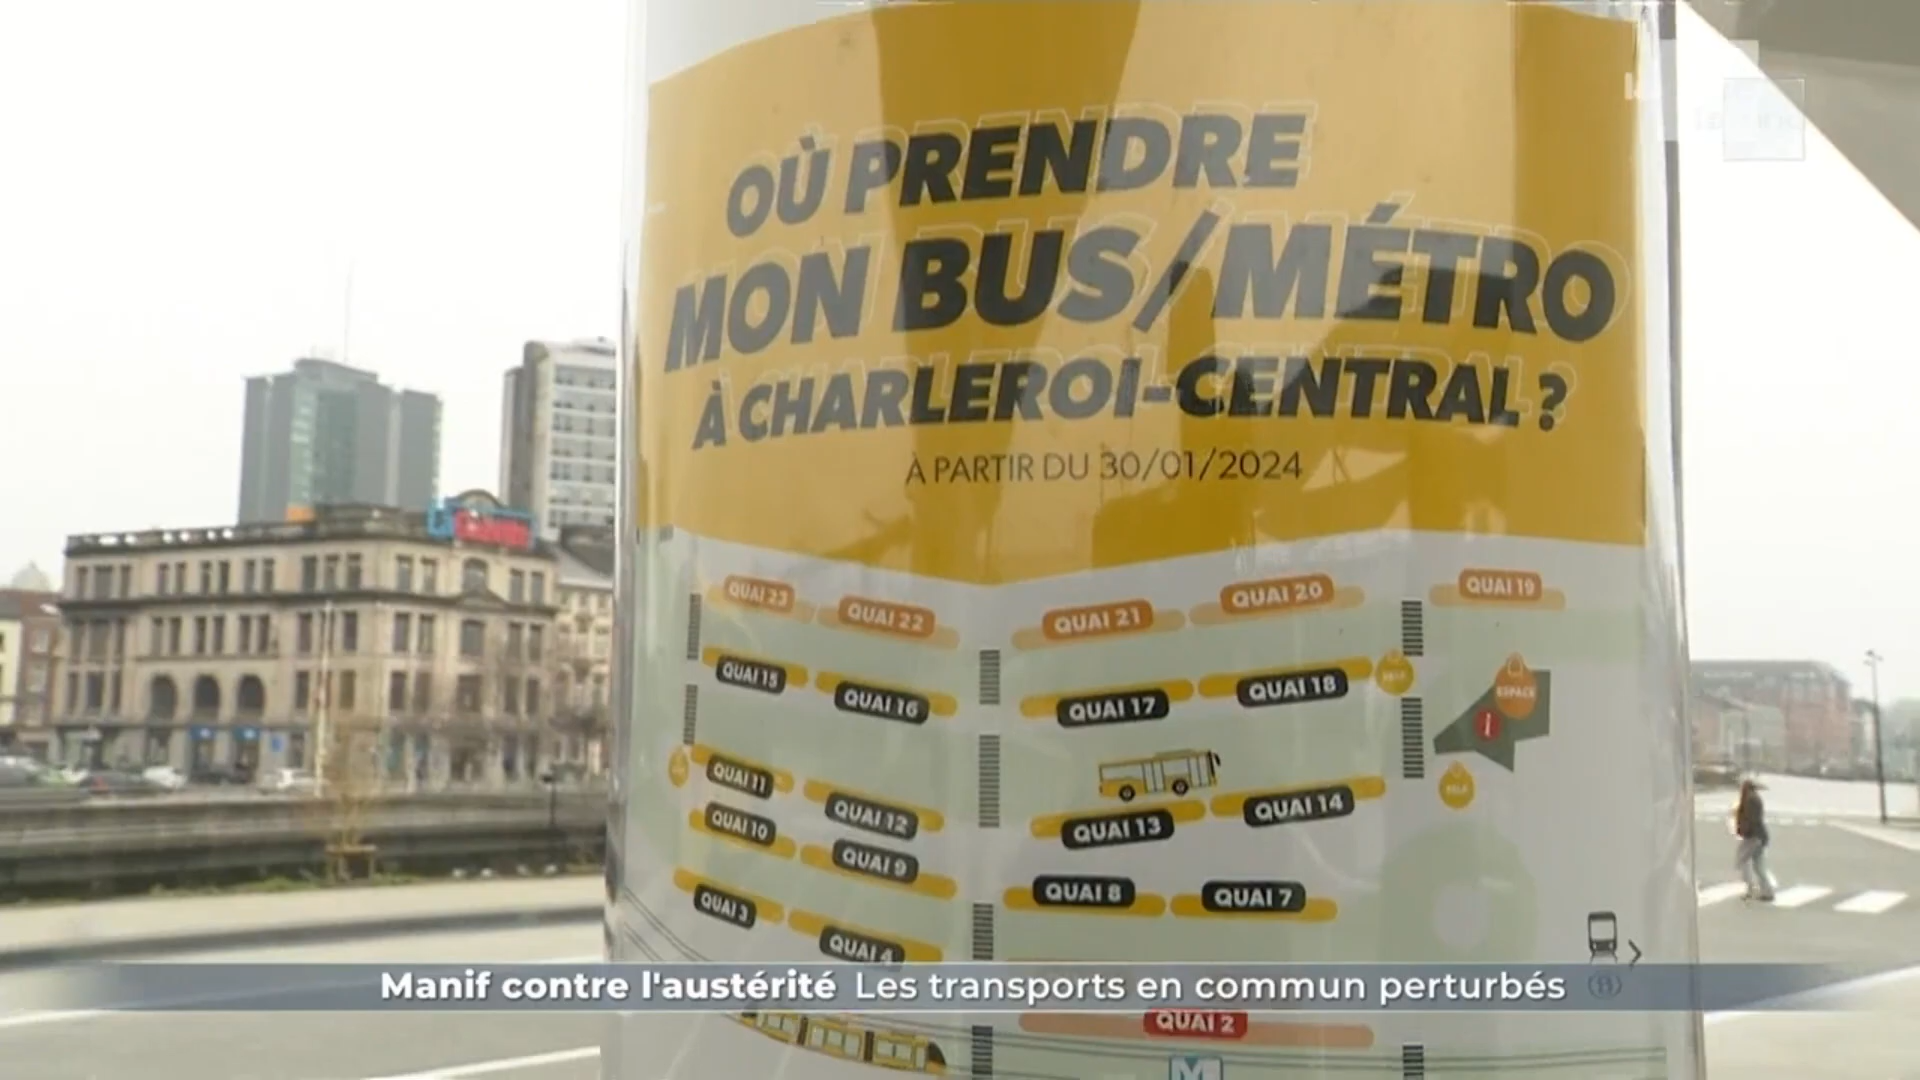 OÙ PRENDRE
MON BUS/MÉTRO
À CHARLEROI-CENTRAL ?
À PARTIR DU 30/01/2024
QUAI 23
QUAI 22
QUAI 21
QUAI 20
QUAI 19
QUAI 15
QUAI 16
QUAI 17
QUAI 18
ESPACE
i
QUAI 11
QUAI 12
QUAI 13
QUAI 14
QUAI 10
QUAI 9
QUAI 8
QUAI 7
QUAI 3
QUAI 4
Manif contre l'austérité Les transports en commun perturbés
B
QUAI 2
M